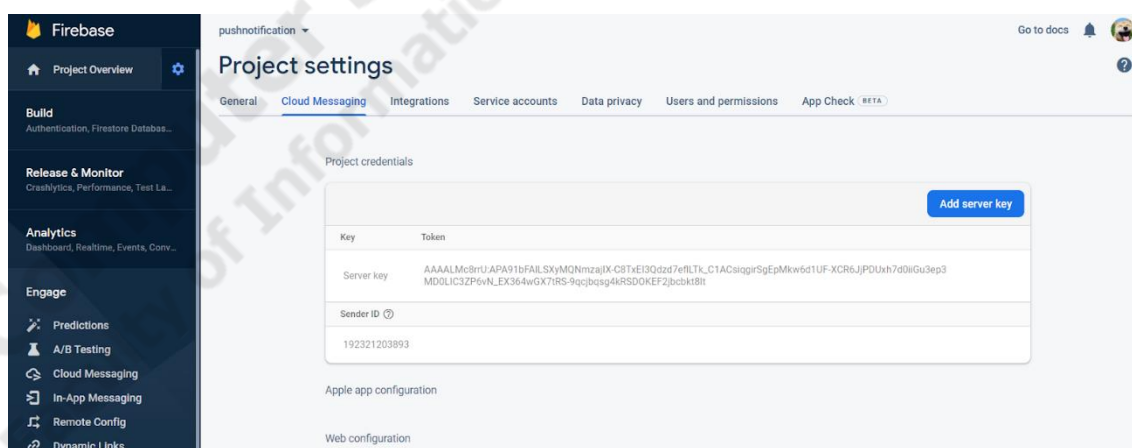 Firebase
pushnotification
Go to docs
Project Overview
Project settings
General Cloud Messaging Integrations Service accounts Data privacy Users and permissions App Check BETA
Build
Authentication, Firestore Databas...
Project credentials
Release & Monitor
Crashlytics, Performance, Test La...
Add server key
Analytics
Dashboard, Realtime, Events, Conv...
Key Token
Server key
Engage
Sender ID
Predictions
192321203893
A/B Testing
Cloud Messaging
Apple app configuration
In-App Messaging
Remote Config
Web configuration
Dynamic Links